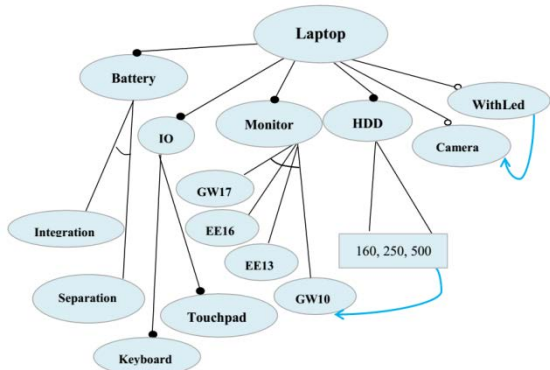 Laptop
Battery
WithLed
IO
Monitor
HDD
Camera
GW17
Integration
EE16
160, 250, 500
EE13
Separation
GW10
Touchpad
Keyboard